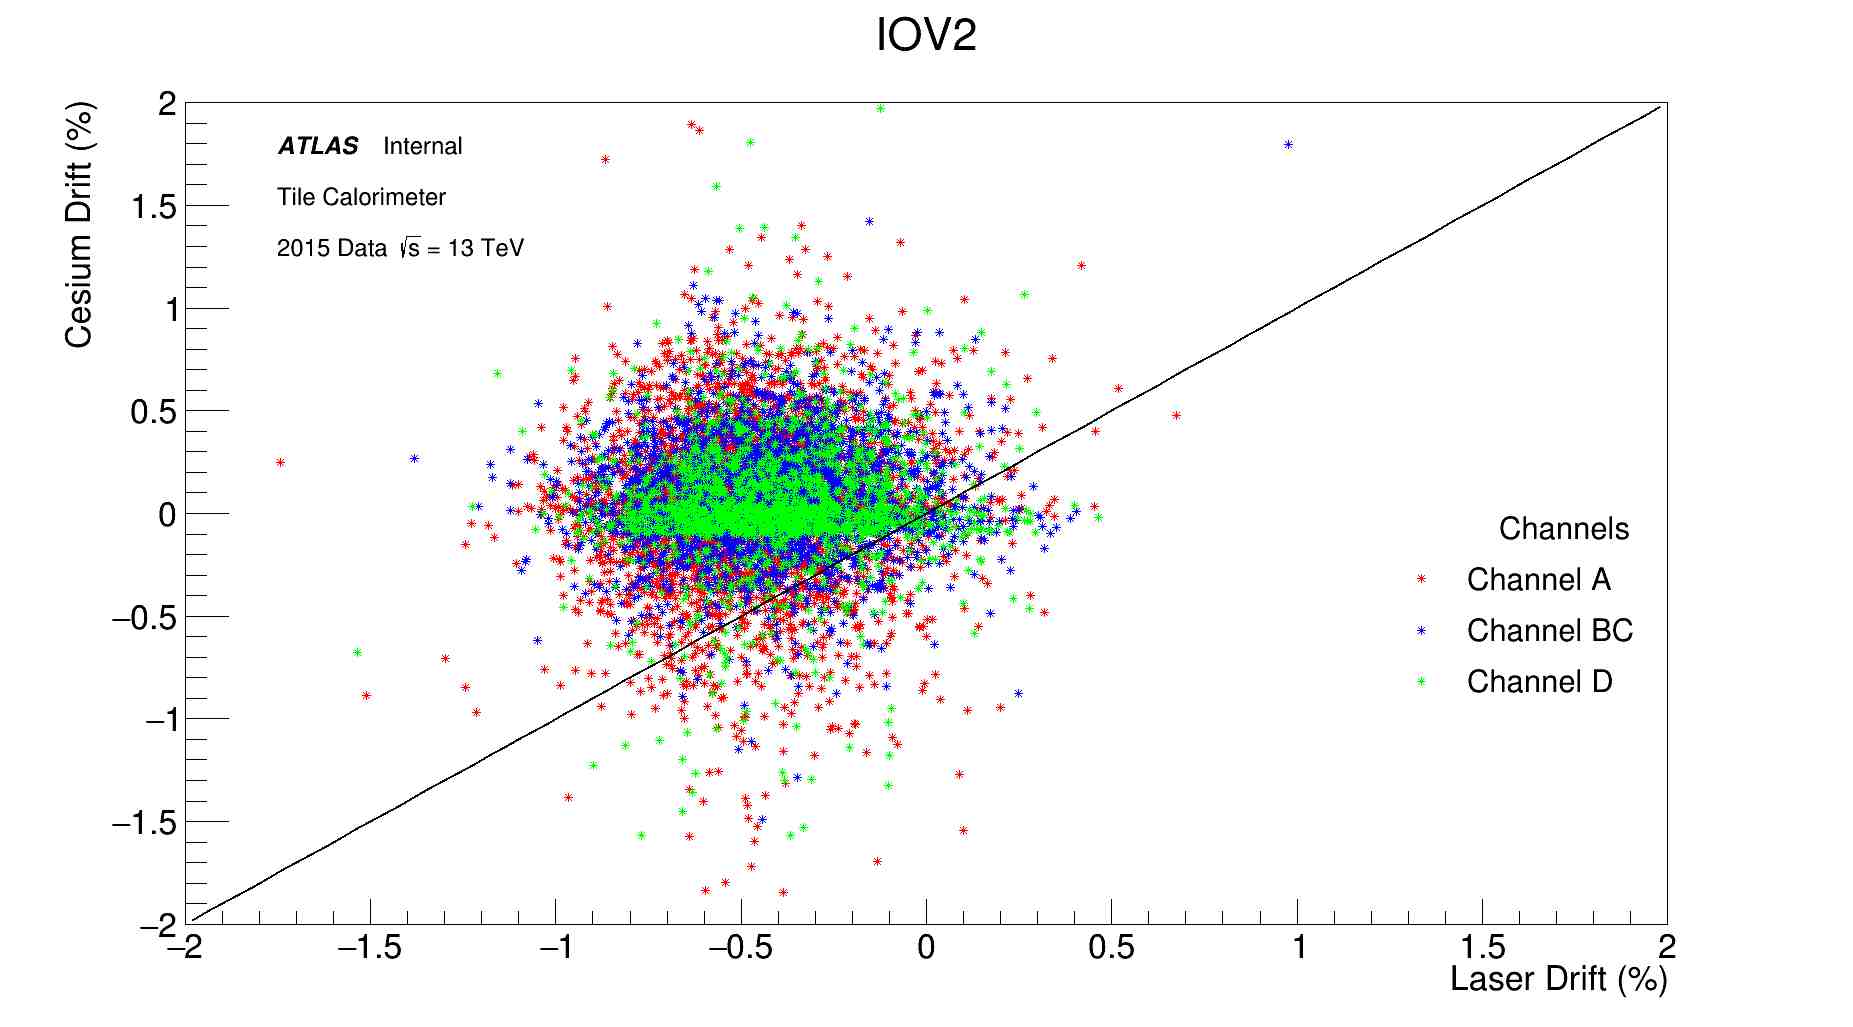 IOV2
Cesium Drift (%)
2
1.5
1
0.5
0
−0.5
−1
−1.5
−2
ATLAS Internal
Tile Calorimeter
2015 Data √s = 13 TeV
Channels
Channel A
Channel BC
Channel D
−2 −1.5 −1 −0.5 0 0.5 1 1.5 2
Laser Drift (%)